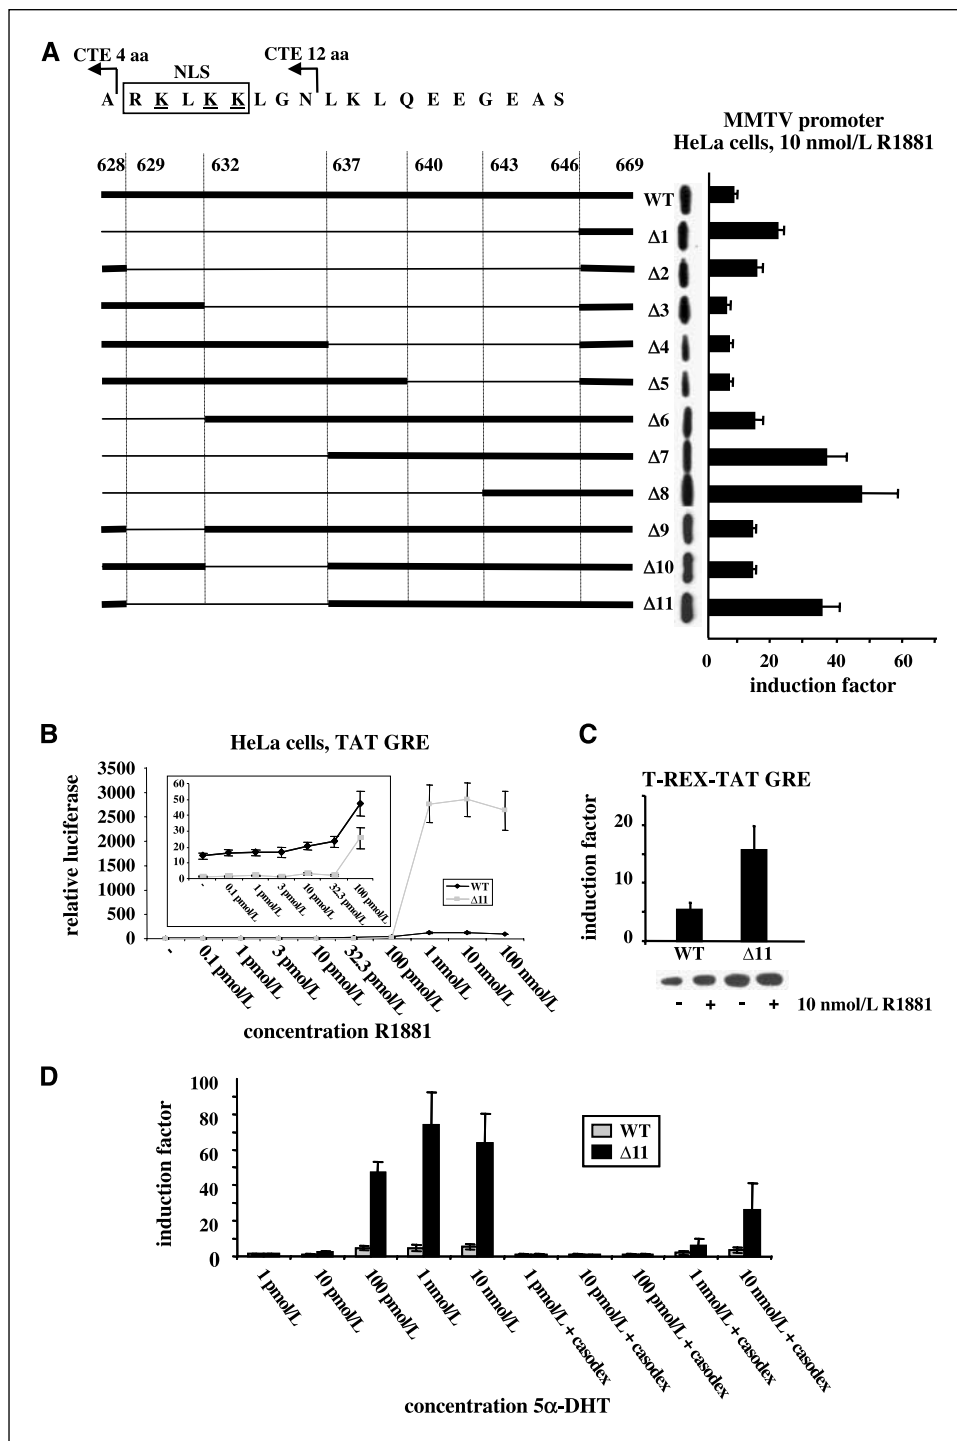 A
CTE 4 aa
CTE 12 aa
NLS
A R K L K K L G N L K L Q E E G E A S
MMTV promoter
HeLa cells, 10 nmol/L R1881
628 629 632 637 640 643 646 669
WT
Δ1
Δ2
Δ3
Δ4
Δ5
Δ6
Δ7
Δ8
Δ9
Δ10
Δ11
0 20 40 60
induction factor
B
HeLa cells, TAT GRE
relative luciferase
3500
3000
2500
2000
1500
1000
500
0
60
50
40
30
20
10
0
- 0.1 pmol/L 1 pmol/L 3 pmol/L 10 pmol/L 32.3 pmol/L 100 pmol/L
WT
Δ11
- 0.1 pmol/L 1 pmol/L 3 pmol/L 10 pmol/L 32.3 pmol/L 100 pmol/L 1 nmol/L 10 nmol/L 100 nmol/L
concentration R1881
C
T-REX-TAT GRE
induction factor
20
10
0
WT Δ11
- + - + 10 nmol/L R1881
D
induction factor
100
80
60
40
20
0
WT
Δ11
1 pmol/L 10 pmol/L 100 pmol/L 1 nmol/L 10 nmol/L 1 pmol/L + casodex 10 pmol/L + casodex 100 pmol/L + casodex 1 nmol/L + casodex 10 nmol/L + casodex
concentration 5α-DHT